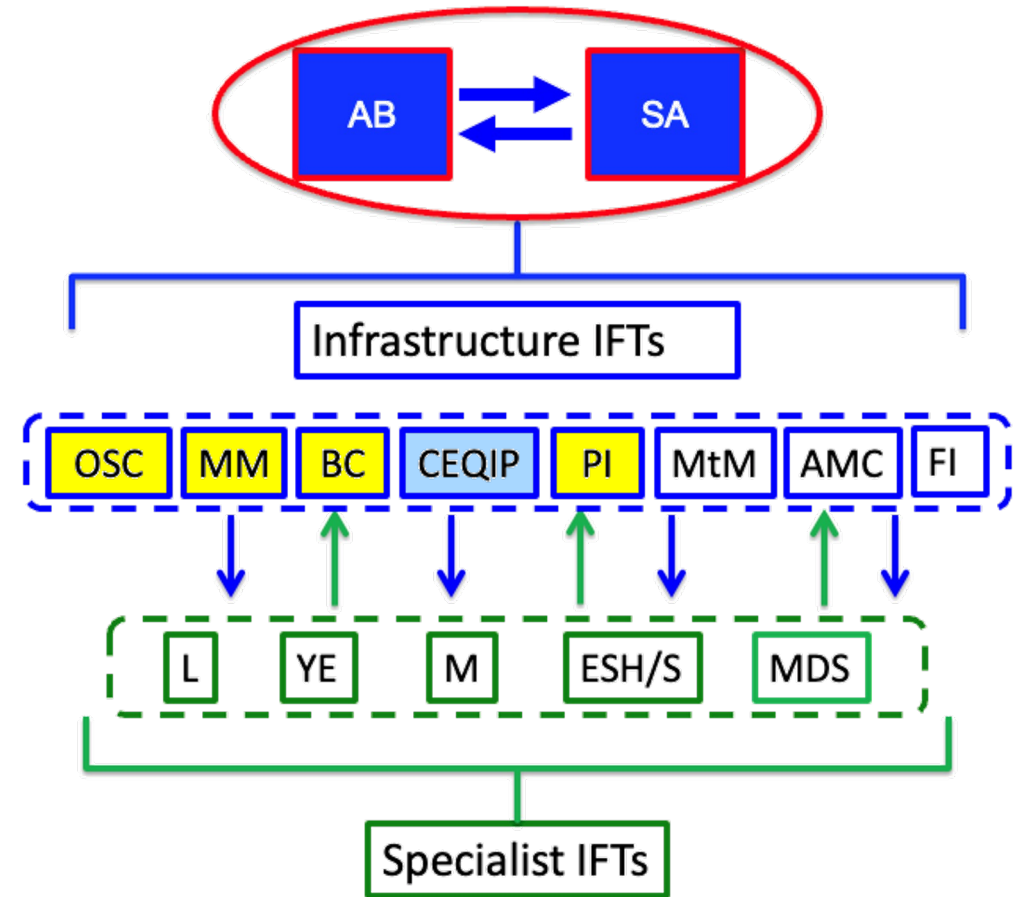 AB
SA
Infrastructure IFTs
OSC MM BC CEQIP PI MtM AMC FI
L YE M ESH/S MDS
Specialist IFTs